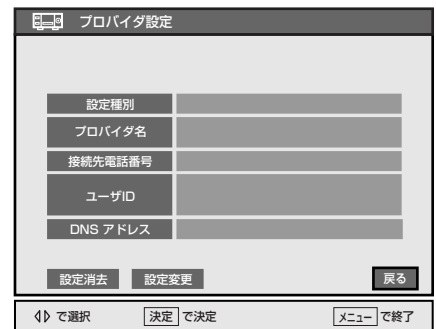 プロバイダ設定
設定種別
プロバイダ名
接続先電話番号
ユーザID
DNS アドレス
設定消去 設定変更 戻る
で選択 決定 で決定 メニュー で終了